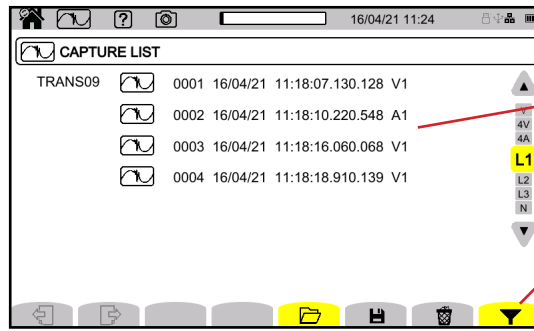 ?
16/04/21 11:24
CAPTURE LIST
TRANS09
0001 16/04/21 11:18:07.130.128 V1
0002 16/04/21 11:18:10.220.548 A1
0003 16/04/21 11:18:16.060.068 V1
0004 16/04/21 11:18:18.910.139 V1
V
4V
4A
L1
L2
L3
N